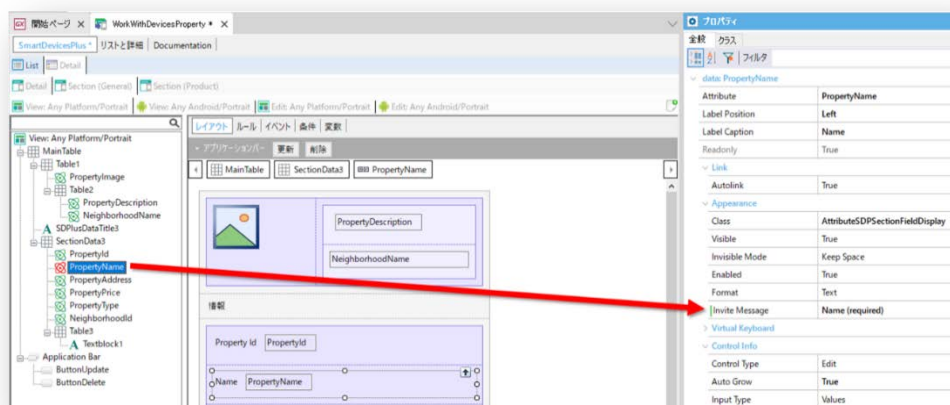 開始ページ
WorkWithDevicesProperty *
SmartDevicesPlus *
リストと詳細
Documentation
List
Detail
Detail
Section (General)
Section (Product)
View: Any Platform/Portrait
View: Any Android/Portrait
Edit: Any Platform/Portrait
Edit: Any Android/Portrait
View: Any Platform/Portrait
MainTable
Table1
PropertyImage
Table2
PropertyDescription
NeighborhoodName
SDPlusDataTitle3
SectionData3
PropertyId
PropertyName
PropertyAddress
PropertyPrice
PropertyType
NeighborhoodId
Table3
Textblock1
Application Bar
ButtonUpdate
ButtonDelete
レイアウト
ルール
イベント
条件
変数
アプリケーションバー
更新
削除
MainTable
SectionData3
PropertyName
PropertyDescription
NeighborhoodName
情報
Property Id PropertyId
Name PropertyName
プロパティ
全般 クラス
フィルタ
data: PropertyName
Attribute PropertyName
Label Position Left
Label Caption Name
Readonly True
Link
Autolink True
Appearance
Class AttributeSDPSectionFieldDisplay
Visible True
Invisible Mode Keep Space
Enabled True
Format Text
Invite Message Name (required)
Virtual Keyboard
Control Info
Control Type Edit
Auto Grow True
Input Type Values